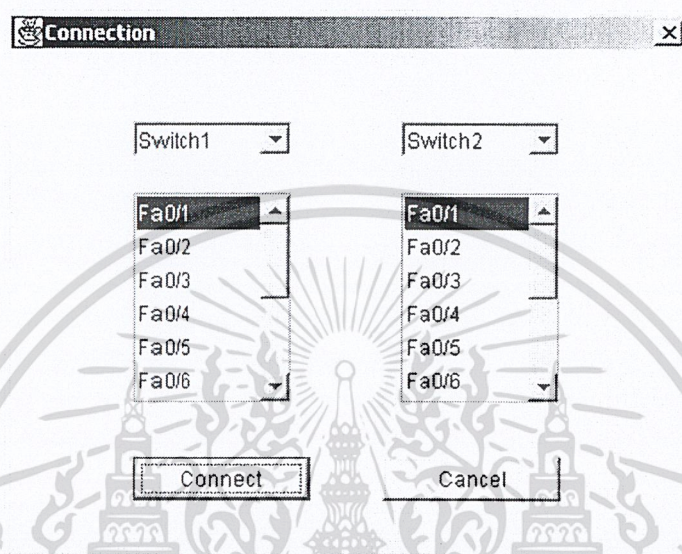 Connection
Switch1
Switch2
Fa0/1
Fa0/2
Fa0/3
Fa0/4
Fa0/5
Fa0/6
Fa0/1
Fa0/2
Fa0/3
Fa0/4
Fa0/5
Fa0/6
Connect
Cancel